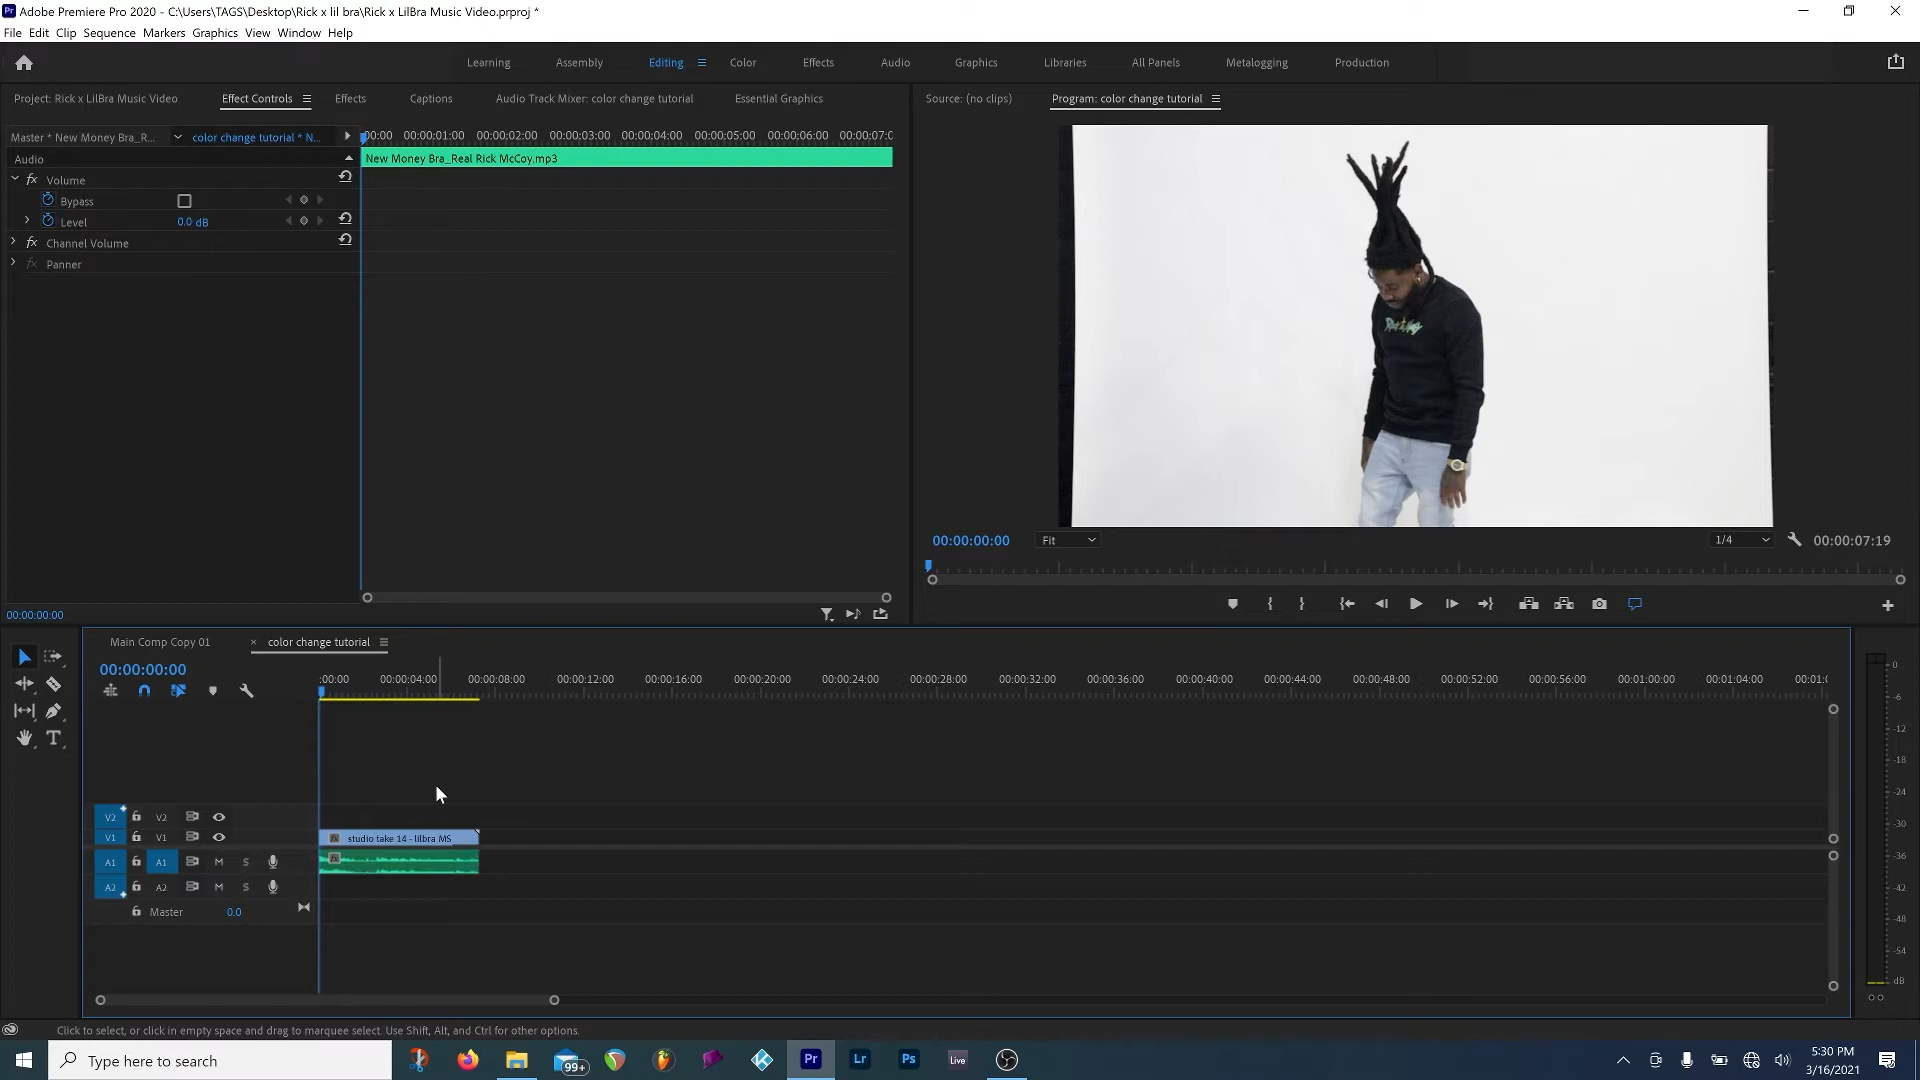 Adobe Premiere Pro 2020 - C:\Users\TAGS\Desktop\Rick x lil bra\Rick x LilBra Music Video.prproj *
File Edit Clip Sequence Markers Graphics View Window Help
Learning Assembly Editing Color Effects Audio Graphics Libraries All Panels Metalogging Production
Project: Rick x LilBra Music Video Effect Controls Effects Captions Audio Track Mixer: color change tutorial Essential Graphics Source: (no clips) Program: color change tutorial
Master * New Money Bra_R... color change tutorial * N... 00:00 00:00:01:00 00:00:02:00 00:00:03:00 00:00:04:00 00:00:05:00 00:00:06:00 00:00:07:0
Audio New Money Bra_Real Rick McCoy.mp3
fx Volume
Bypass
Level 0.0 dB
fx Channel Volume
fx Panner
00:00:00:00 Fit 1/4 00:00:07:19
00:00:00:00
Main Comp Copy 01 × color change tutorial
00:00:00:00
:00:00 00:00:04:00 00:00:08:00 00:00:12:00 00:00:16:00 00:00:20:00 00:00:24:00 00:00:28:00 00:00:32:00 00:00:36:00 00:00:40:00 00:00:44:00 00:00:48:00 00:00:52:00 00:00:56:00 00:01:00:00 00:01:04:00 00:01:0
V2 V2
V1 V1 fx studio take 14 - lilbra MS
A1 A1 M S fx
A2 A2 M S
Master 0.0
0
-6
-12
-18
-24
-30
-36
-42
-48
-54
dB
Click to select, or click in empty space and drag to marquee select. Use Shift, Alt, and Ctrl for other options.
Type here to search 99+ Pr Lr Ps Live 5:30 PM
3/16/2021